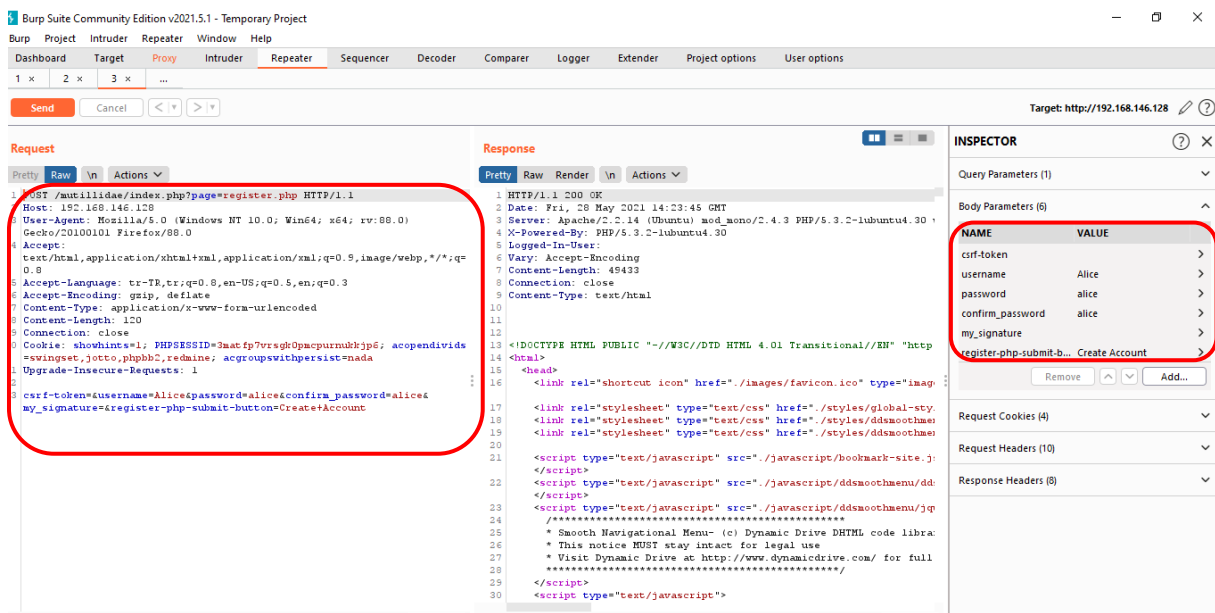 Burp Suite Community Edition v2021.5.1 - Temporary Project
Burp Project Intruder Repeater Window Help
Dashboard Target Proxy Intruder Repeater Sequencer Decoder Comparer Logger Extender Project options User options
1 × 2 × 3 × ...
Send Cancel < > Target: http://192.168.146.128
Request
Pretty Raw \n Actions
1 POST /mutillidae/index.php?page=register.php HTTP/1.1
Host: 192.168.146.128
User-Agent: Mozilla/5.0 (Windows NT 10.0; Win64; x64; rv:88.0)
Gecko/20100101 Firefox/88.0
4 Accept:
text/html,application/xhtml+xml,application/xml;q=0.9,image/webp,*/*;q=
0.8
5 Accept-Language: tr-TR,tr;q=0.8,en-US;q=0.5,en;q=0.3
6 Accept-Encoding: gzip, deflate
7 Content-Type: application/x-www-form-urlencoded
8 Content-Length: 120
9 Connection: close
0 Cookie: showhints=1; PHPSESSID=3matfp7vrsgk0pmcpurnukkjp6; acopendivids
=swingset,jotto,phpbb2,redmine; acgroupswithpersist=nada
1 Upgrade-Insecure-Requests: 1
2
3 csrf-token=&username=Alice&password=alice&confirm_password=alice&
my_signature=&register-php-submit-button=Create+Account
Response
Pretty Raw Render \n Actions
1 HTTP/1.1 200 OK
2 Date: Fri, 28 May 2021 14:23:45 GMT
3 Server: Apache/2.2.14 (Ubuntu) mod_mono/2.4.3 PHP/5.3.2-1ubuntu4.30
4 X-Powered-By: PHP/5.3.2-1ubuntu4.30
5 Logged-In-User:
6 Vary: Accept-Encoding
7 Content-Length: 49433
8 Connection: close
9 Content-Type: text/html
10
11
12
13 <!DOCTYPE HTML PUBLIC "-//W3C//DTD HTML 4.01 Transitional//EN" "http
14 <html>
15 <head>
16 <link rel="shortcut icon" href="./images/favicon.ico" type="imag
17 <link rel="stylesheet" type="text/css" href="./styles/global-sty
18 <link rel="stylesheet" type="text/css" href="./styles/ddsmoothme
19 <link rel="stylesheet" type="text/css" href="./styles/ddsmoothme
20
21 <script type="text/javascript" src="./javascript/bookmark-site.j
</script>
22 <script type="text/javascript" src="./javascript/ddsmoothmenu/dd
</script>
23 <script type="text/javascript" src="./javascript/ddsmoothmenu/jq
24 /***********************************************
25 * Smooth Navigational Menu- (c) Dynamic Drive DHTML code libra
26 * This notice MUST stay intact for legal use
27 * Visit Dynamic Drive at http://www.dynamicdrive.com/ for full
28 ***********************************************/
29 </script>
30 <script type="text/javascript">
INSPECTOR
Query Parameters (1)
Body Parameters (6)
NAME VALUE
csrf-token
username Alice
password alice
confirm_password alice
my_signature
register-php-submit-b... Create Account
Remove Add...
Request Cookies (4)
Request Headers (10)
Response Headers (8)